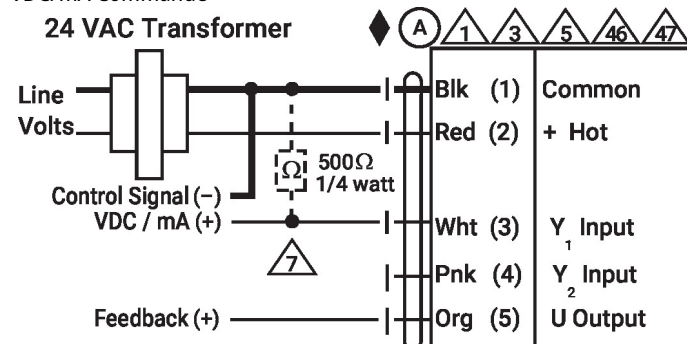 24 VAC Transformer
A 1 3 5 46 47
Line
Volts
Blk (1) Common
Red (2) + Hot
Ω 500Ω
1/4 watt
Control Signal (−)
VDC / mA (+)
Wht (3) Y1 Input
7
Pnk (4) Y2 Input
Feedback (+)
Org (5) U Output